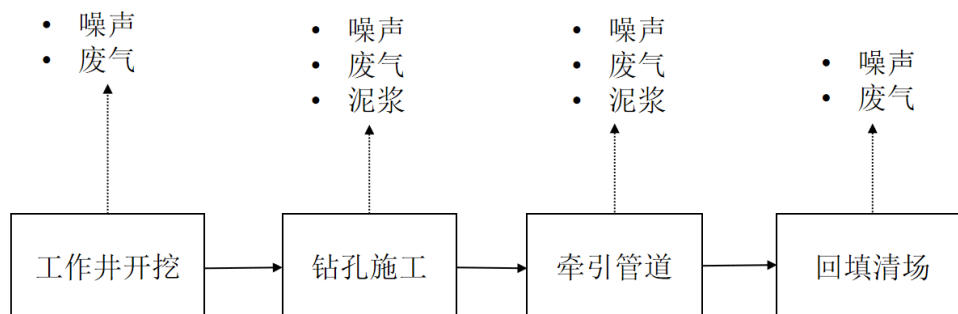 • 噪声
• 废气
• 噪声
• 废气
• 泥浆
• 噪声
• 废气
• 泥浆
• 噪声
• 废气
工作井开挖
钻孔施工
牵引管道
回填清场